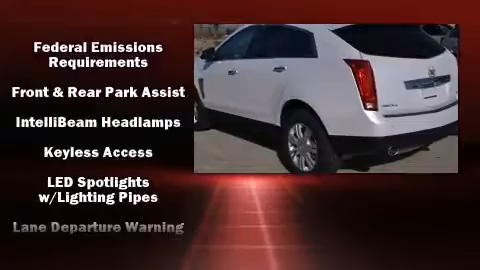 Federal Emissions
Requirements
Front & Rear Park Assist
IntelliBeam Headlamps
Keyless Access
LED Spotlights
w/Lighting Pipes
Lane Departure Warning